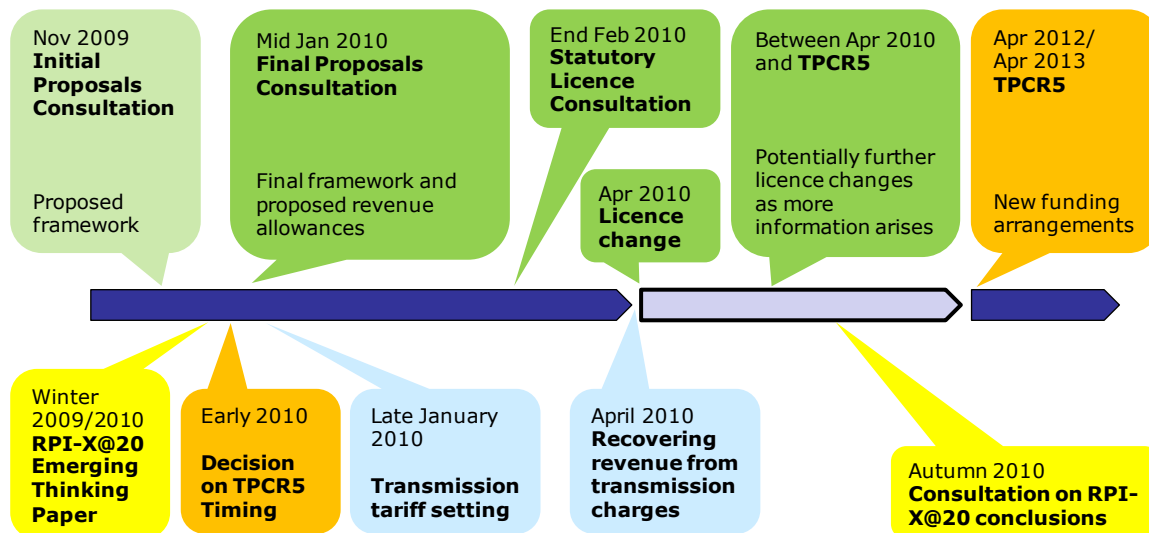 Nov 2009
Initial
Proposals
Consultation
Proposed
framework
Mid Jan 2010
Final Proposals
Consultation
Final framework and
proposed revenue
allowances
End Feb 2010
Statutory
Licence
Consultation
Apr 2010
Licence
change
Between Apr 2010
and TPCR5
Potentially further
licence changes
as more
information arises
Apr 2012/
Apr 2013
TPCR5
New funding
arrangements
Winter
2009/2010
RPI-X@20
Emerging
Thinking
Paper
Early 2010
Decision
on TPCR5
Timing
Late January
2010
Transmission
tariff setting
April 2010
Recovering
revenue from
transmission
charges
Autumn 2010
Consultation on RPI-
X@20 conclusions